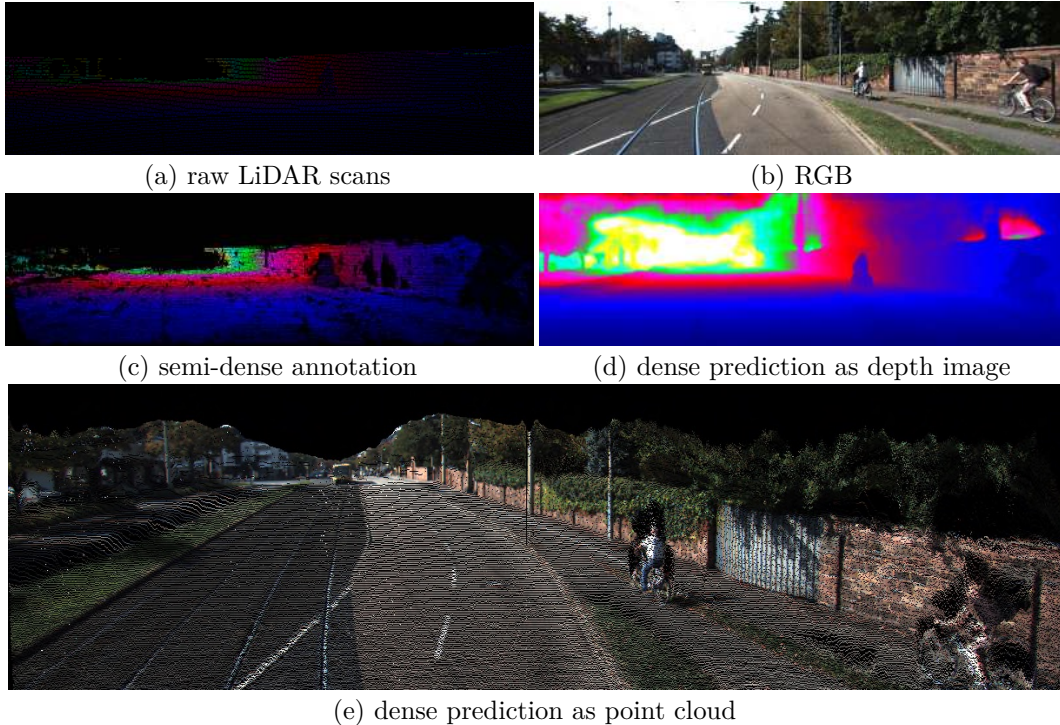 (a) raw LiDAR scans
(b) RGB
(c) semi-dense annotation
(d) dense prediction as depth image
(e) dense prediction as point cloud